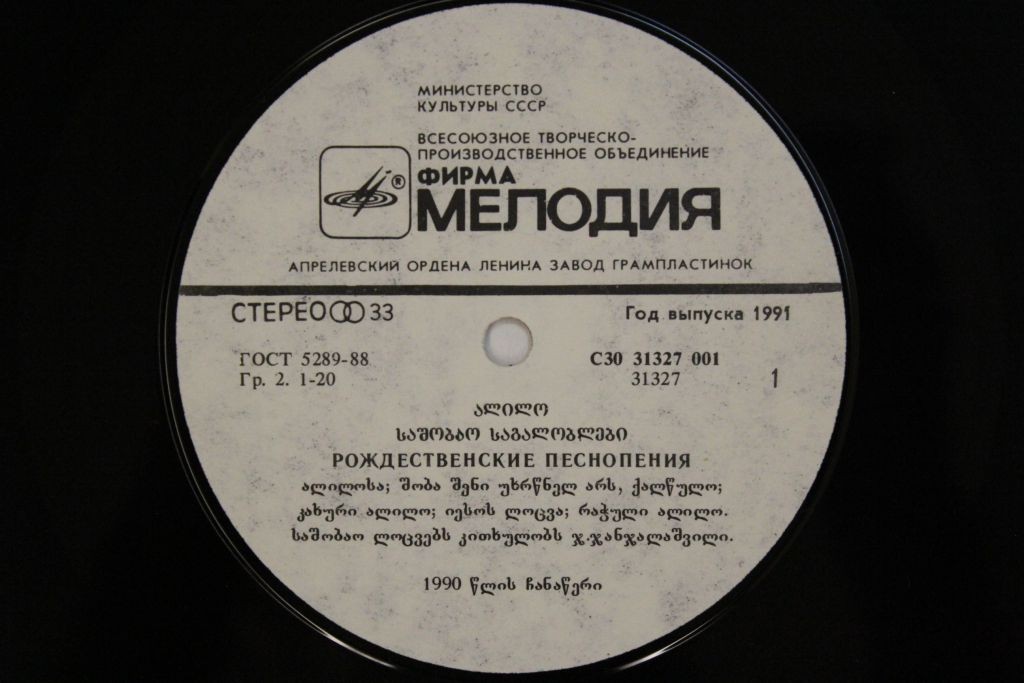 МИНИСТЕРСТВО
КУЛЬТУРЫ СССР
ВСЕСОЮЗНОЕ ТВОРЧЕСКО-
ПРОИЗВОДСТВЕННОЕ ОБЪЕДИНЕНИЕ
®
ФИРМА
МЕЛОДИЯ
АПРЕЛЕВСКИЙ ОРДЕНА ЛЕНИНА ЗАВОД ГРАМПЛАСТИНОК
СТЕРЕО 33
Год выпуска 1991
ГОСТ 5289-88
Гр. 2. 1-20
С30 31327 001
31327
1
ალილო
საშობაო საგალობლები
РОЖДЕСТВЕНСКИЕ ПЕСНОПЕНИЯ
ალილოსა; შობა შენი უხრწნელ არს, ქალწულო;
კახური ალილო; იესოს ლოცვა; რაჭული ალილო.
საშობაო ლოცვებს კითხულობს ჯ.ჯანჯალაშვილი.
1990 წლის ჩანაწერი